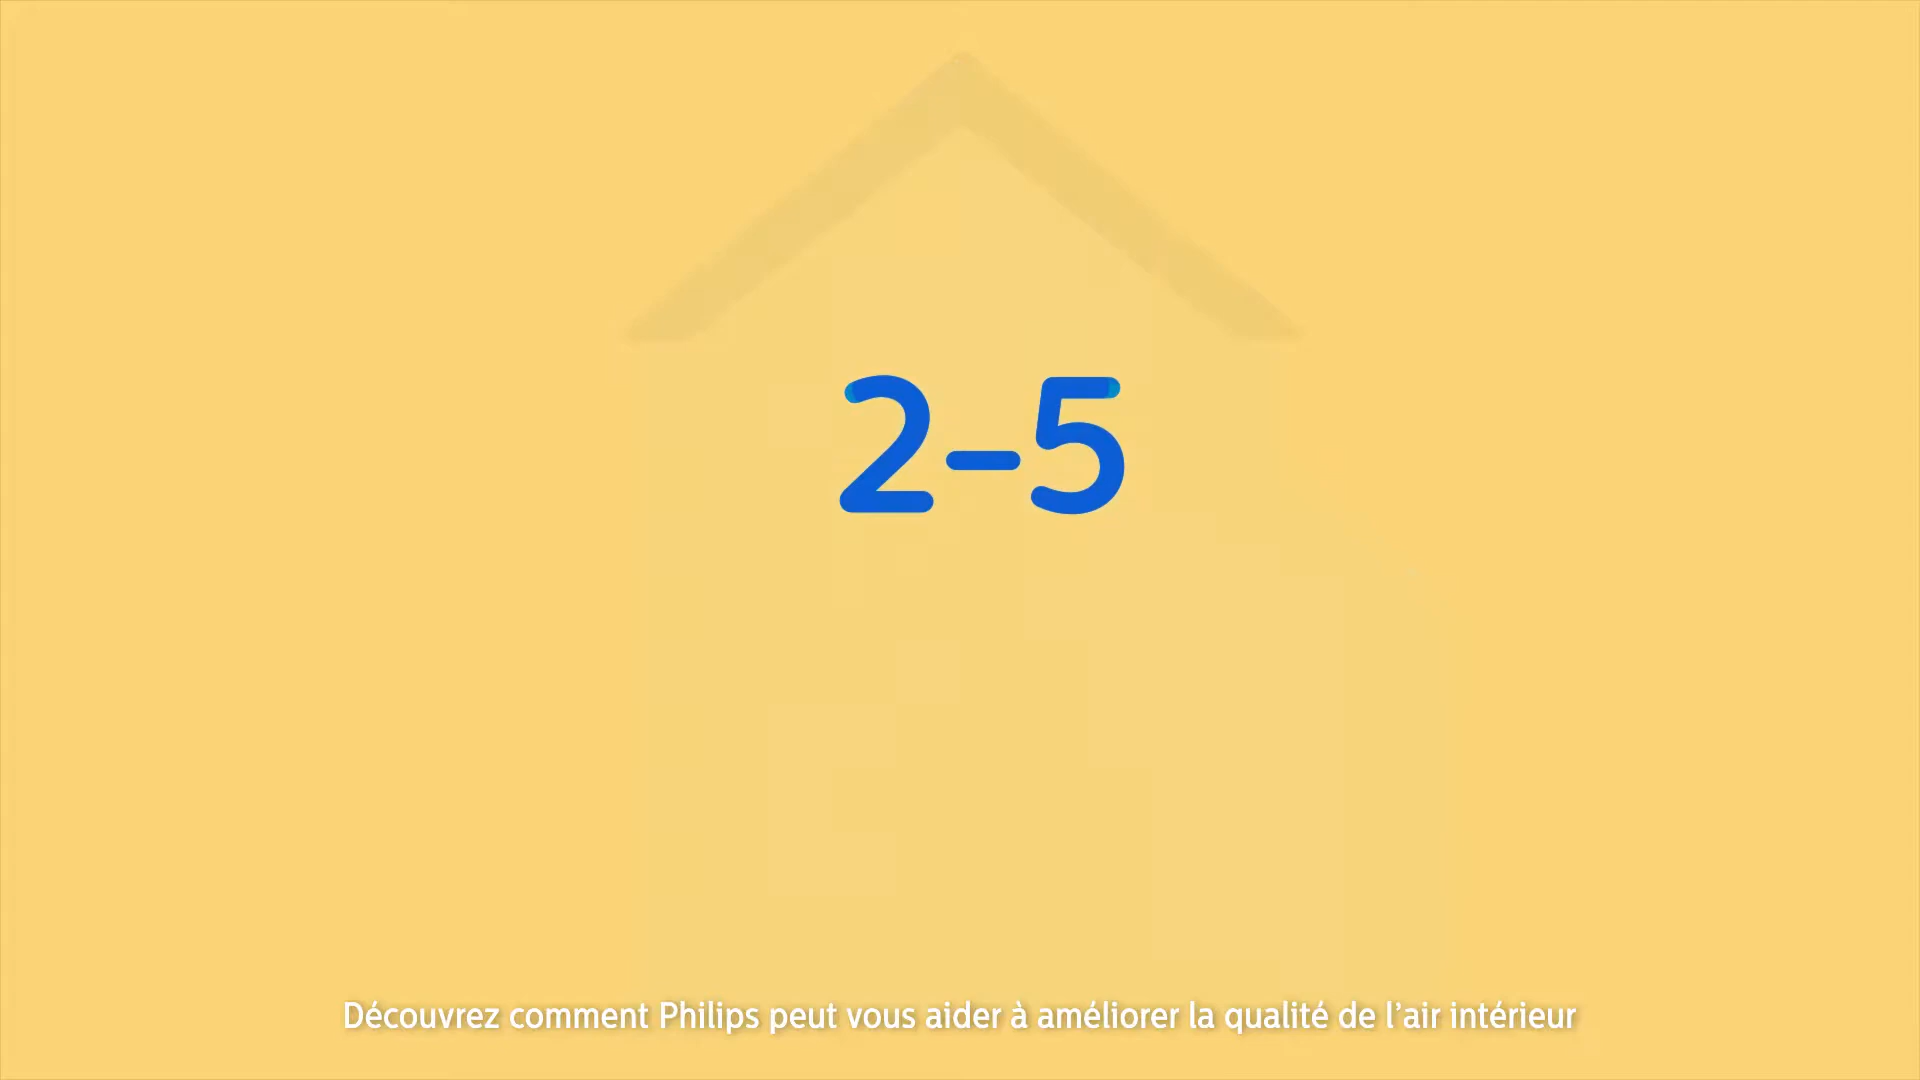 2–5
Découvrez comment Philips peut vous aider à améliorer la qualité de l’air intérieur